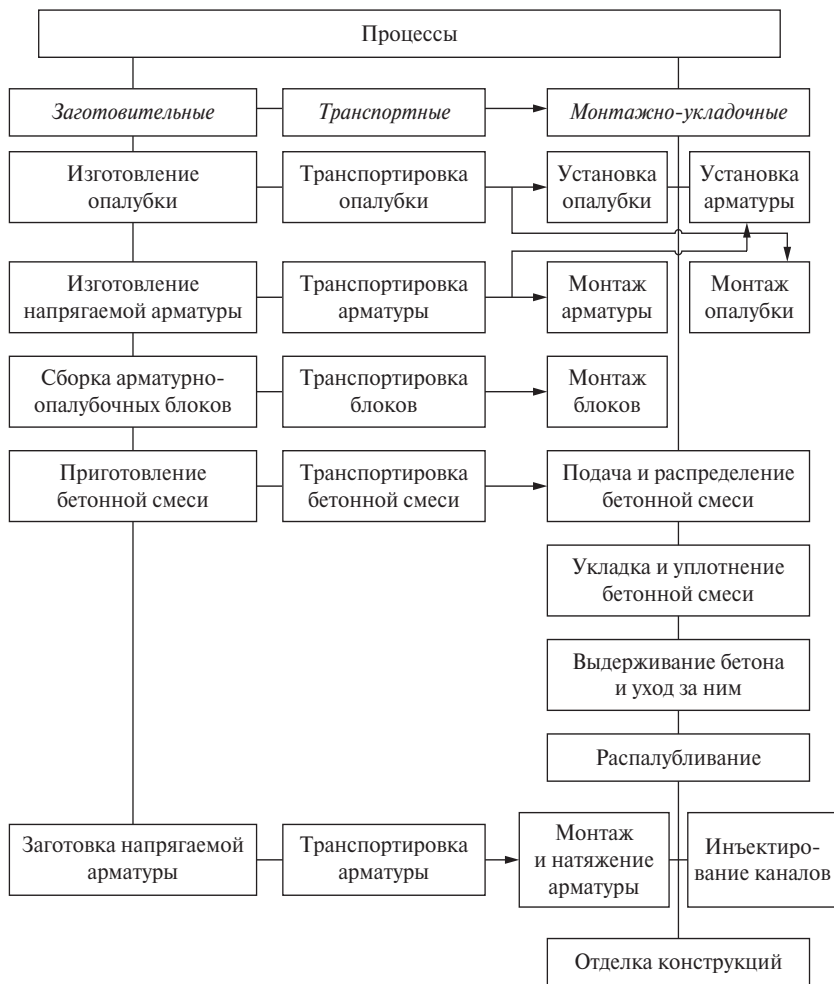 Процессы
Заготовительные
Транспортные
Монтажно-укладочные
Изготовление
опалубки
Транспортировка
опалубки
Установка
опалубки
Установка
арматуры
Изготовление
напрягаемой арматуры
Транспортировка
арматуры
Монтаж
арматуры
Монтаж
опалубки
Сборка арматурно-
опалубочных блоков
Транспортировка
блоков
Монтаж
блоков
Приготовление
бетонной смеси
Транспортировка
бетонной смеси
Подача и распределение
бетонной смеси
Укладка и уплотнение
бетонной смеси
Выдерживание бетона
и уход за ним
Распалубливание
Заготовка напрягаемой
арматуры
Транспортировка
арматуры
Монтаж
и натяжение
арматуры
Инъектиро-
вание каналов
Отделка конструкций